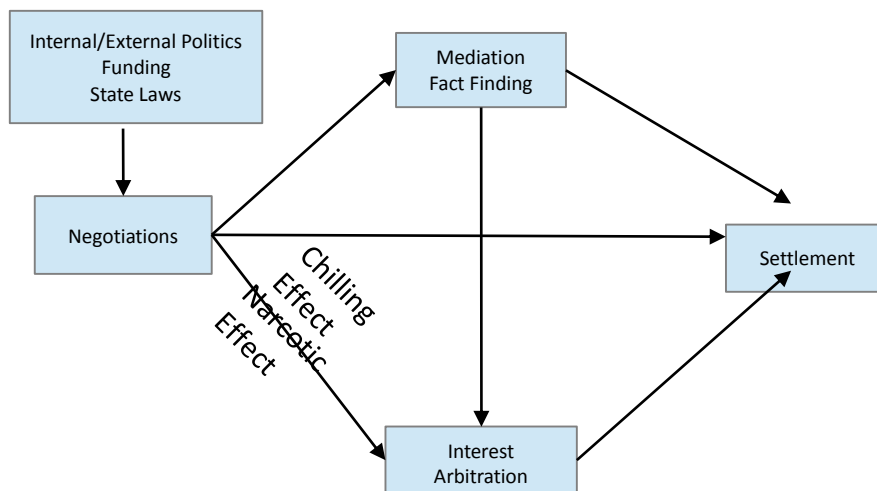 Internal/External Politics
Funding
State Laws
Mediation
Fact Finding
Negotiations
Chilling
Effect
Narcotic
Effect
Settlement
Interest
Arbitration